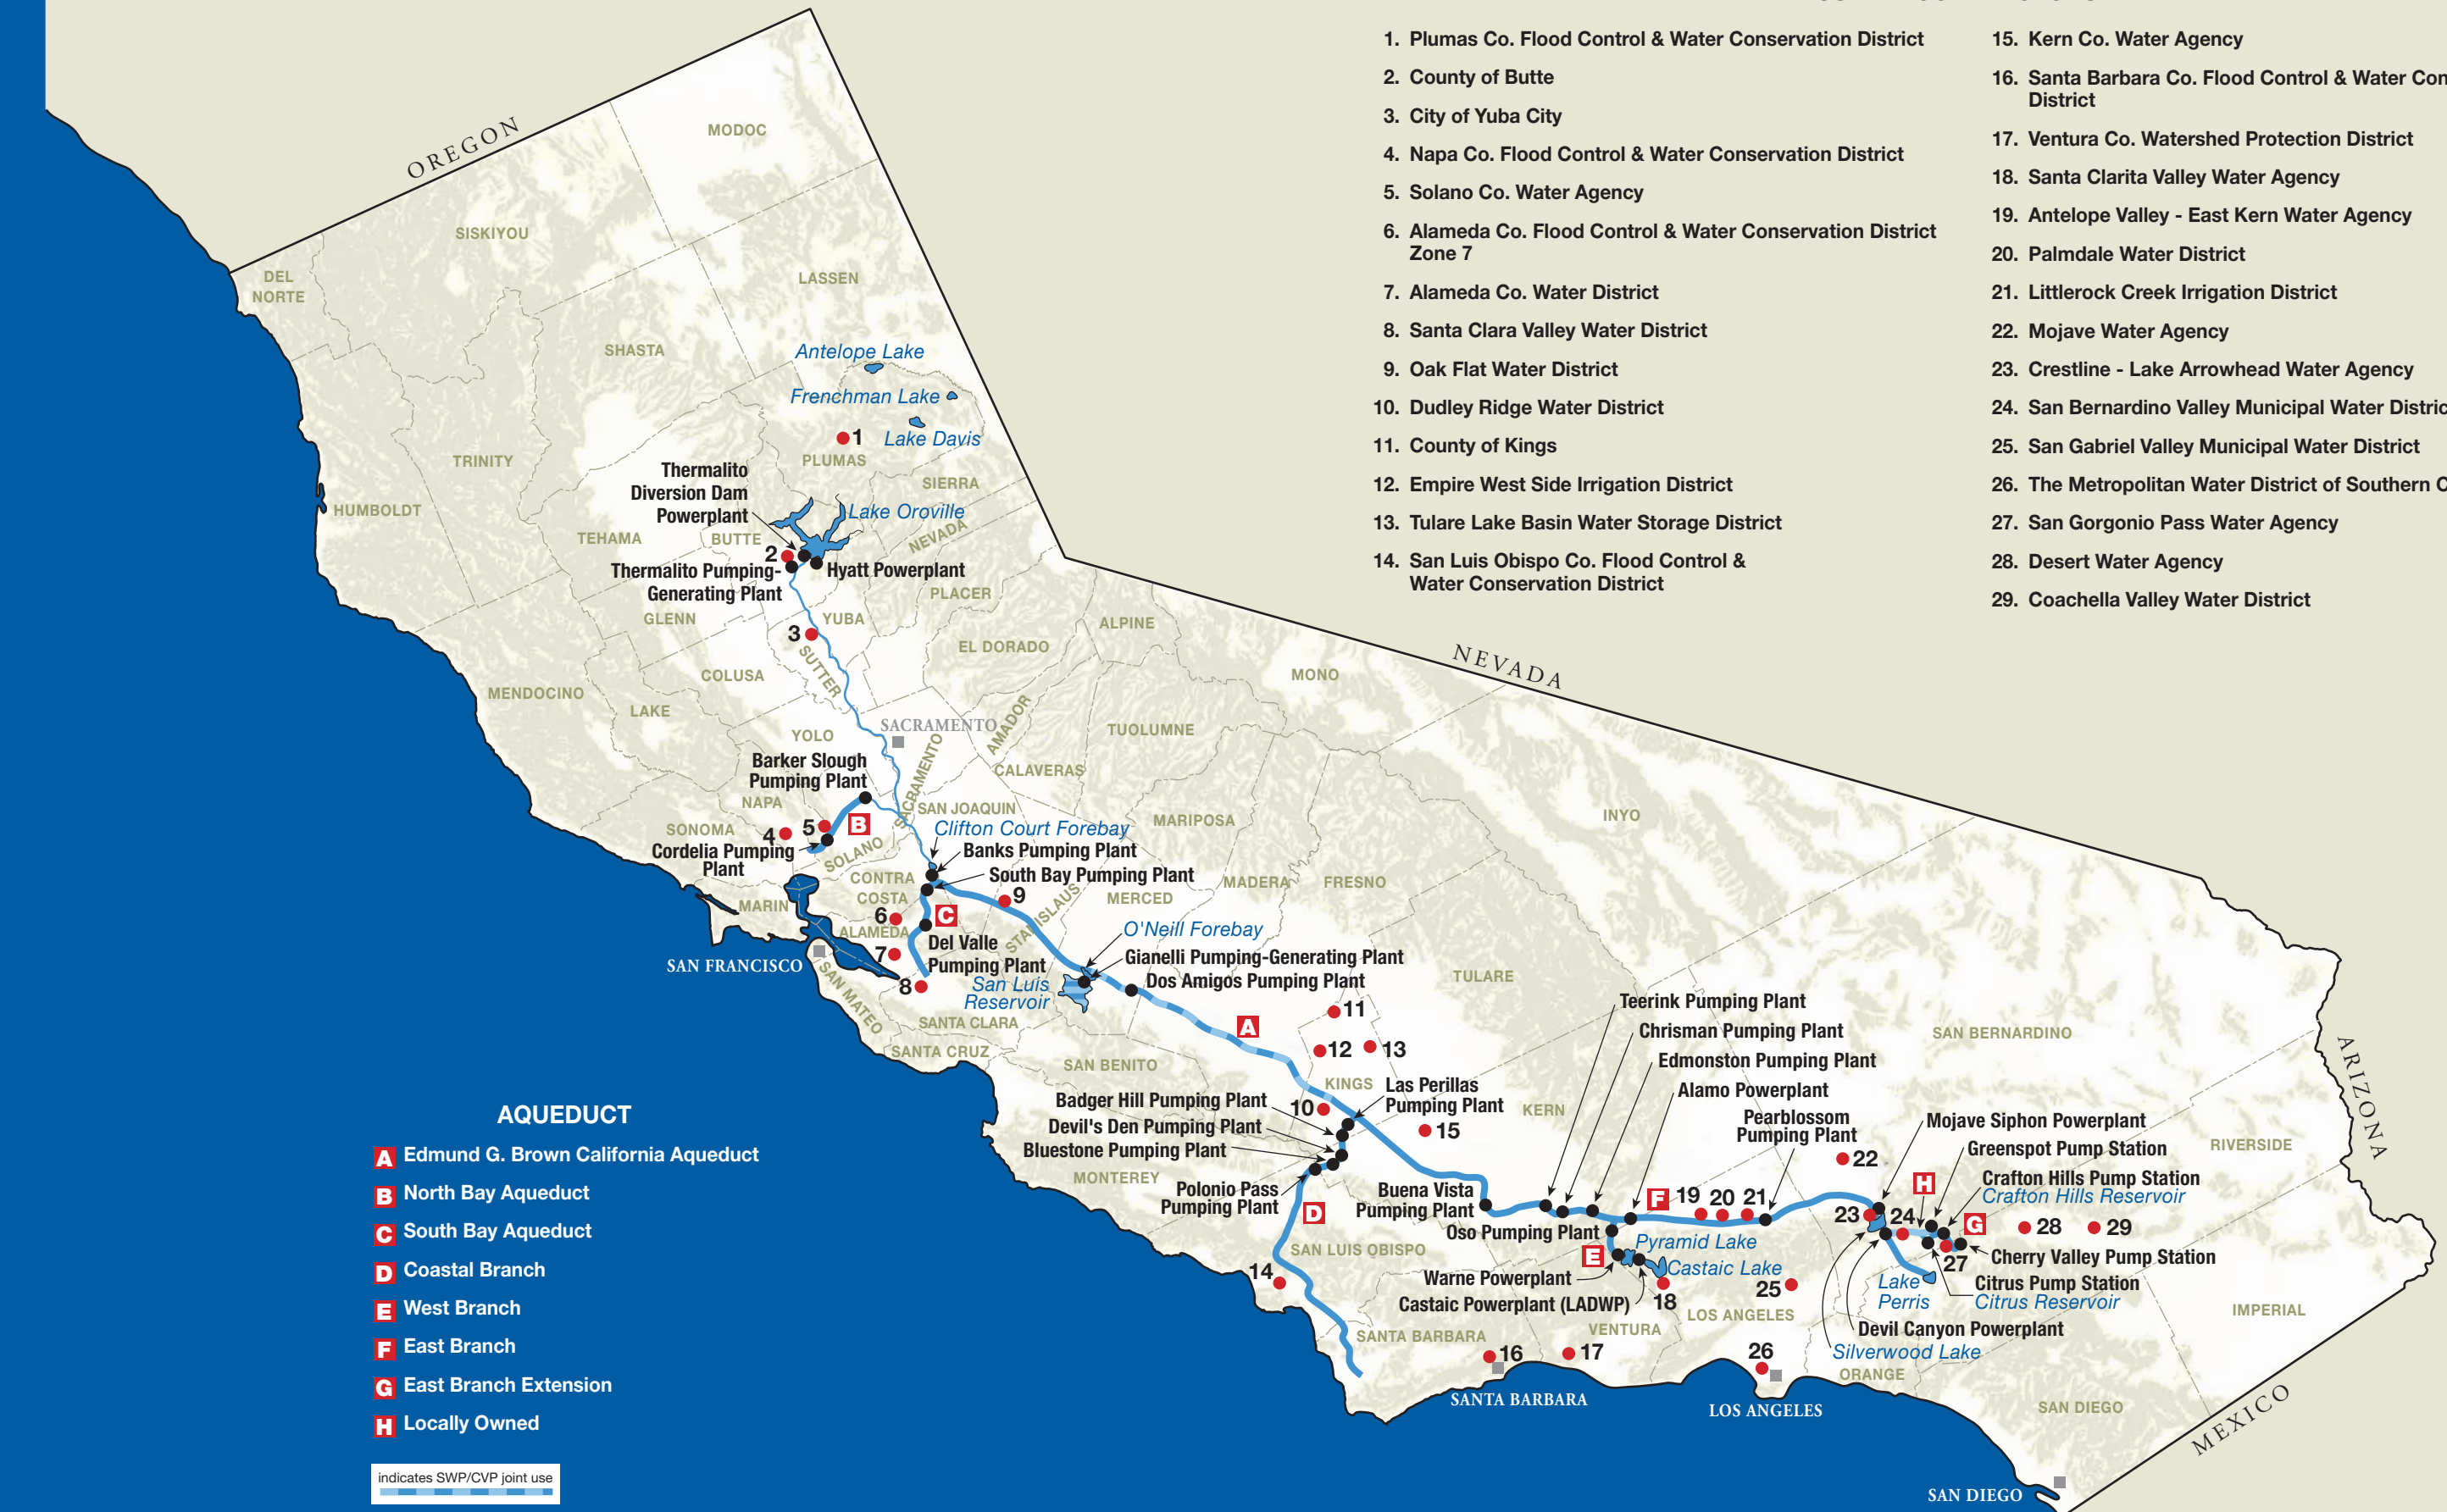 1. Plumas Co. Flood Control & Water Conservation District
2. County of Butte
3. City of Yuba City
4. Napa Co. Flood Control & Water Conservation District
5. Solano Co. Water Agency
6. Alameda Co. Flood Control & Water Conservation District
Zone 7
7. Alameda Co. Water District
8. Santa Clara Valley Water District
9. Oak Flat Water District
10. Dudley Ridge Water District
11. County of Kings
12. Empire West Side Irrigation District
13. Tulare Lake Basin Water Storage District
14. San Luis Obispo Co. Flood Control &
Water Conservation District
15. Kern Co. Water Agency
16. Santa Barbara Co. Flood Control & Water Con
District
17. Ventura Co. Watershed Protection District
18. Santa Clarita Valley Water Agency
19. Antelope Valley - East Kern Water Agency
20. Palmdale Water District
21. Littlerock Creek Irrigation District
22. Mojave Water Agency
23. Crestline - Lake Arrowhead Water Agency
24. San Bernardino Valley Municipal Water Distric
25. San Gabriel Valley Municipal Water District
26. The Metropolitan Water District of Southern C
27. San Gorgonio Pass Water Agency
28. Desert Water Agency
29. Coachella Valley Water District
OREGON
MODOC
SISKIYOU
DEL
NORTE
LASSEN
SHASTA
Antelope Lake
Frenchman Lake
1
Lake Davis
PLUMAS
TRINITY
HUMBOLDT
Thermalito
Diversion Dam
Powerplant
SIERRA
Lake Oroville
NEVADA
TEHAMA
BUTTE
2
Thermalito Pumping-
Generating Plant
Hyatt Powerplant
PLACER
GLENN
YUBA
3
SUTTER
EL DORADO
ALPINE
COLUSA
MENDOCINO
LAKE
MONO
NEVADA
SACRAMENTO
YOLO
AMADOR
TUOLUMNE
SACRAMENTO
CALAVERAS
Barker Slough
Pumping Plant
NAPA
SAN JOAQUIN
SONOMA
4
5
B
Cordelia Pumping
Plant
SOLANO
Clifton Court Forebay
Banks Pumping Plant
South Bay Pumping Plant
MARIPOSA
INYO
CONTRA
COSTA
MARIN
9
STANISLAUS
MERCED
MADERA
FRESNO
6
C
ALAMEDA
7
Del Valle
Pumping Plant
8
SAN FRANCISCO
SAN MATEO
O'Neill Forebay
Gianelli Pumping-Generating Plant
Dos Amigos Pumping Plant
San Luis
Reservoir
TULARE
SANTA CLARA
SANTA CRUZ
A
11
12
13
SAN BENITO
KINGS
Las Perillas
Pumping Plant
10
Badger Hill Pumping Plant
Devil's Den Pumping Plant
Bluestone Pumping Plant
15
KERN
MONTEREY
Polonio Pass
Pumping Plant
D
Teerink Pumping Plant
Chrisman Pumping Plant
Edmonston Pumping Plant
Alamo Powerplant
Pearblossom
Pumping Plant
SAN BERNARDINO
ARIZONA
Mojave Siphon Powerplant
Greenspot Pump Station
Crafton Hills Pump Station
Crafton Hills Reservoir
RIVERSIDE
22
Buena Vista
Pumping Plant
F
19
20
21
23
24
H
G
28
29
Oso Pumping Plant
E
Pyramid Lake
Castaic Lake
27
Cherry Valley Pump Station
Citrus Pump Station
Citrus Reservoir
Lake
Perris
SAN LUIS OBISPO
14
Warne Powerplant
Castaic Powerplant (LADWP)
18
25
LOS ANGELES
IMPERIAL
SANTA BARBARA
VENTURA
Devil Canyon Powerplant
Silverwood Lake
16
17
26
ORANGE
SANTA BARBARA
LOS ANGELES
SAN DIEGO
MEXICO
SAN DIEGO
AQUEDUCT
A Edmund G. Brown California Aqueduct
B North Bay Aqueduct
C South Bay Aqueduct
D Coastal Branch
E West Branch
F East Branch
G East Branch Extension
H Locally Owned
indicates SWP/CVP joint use